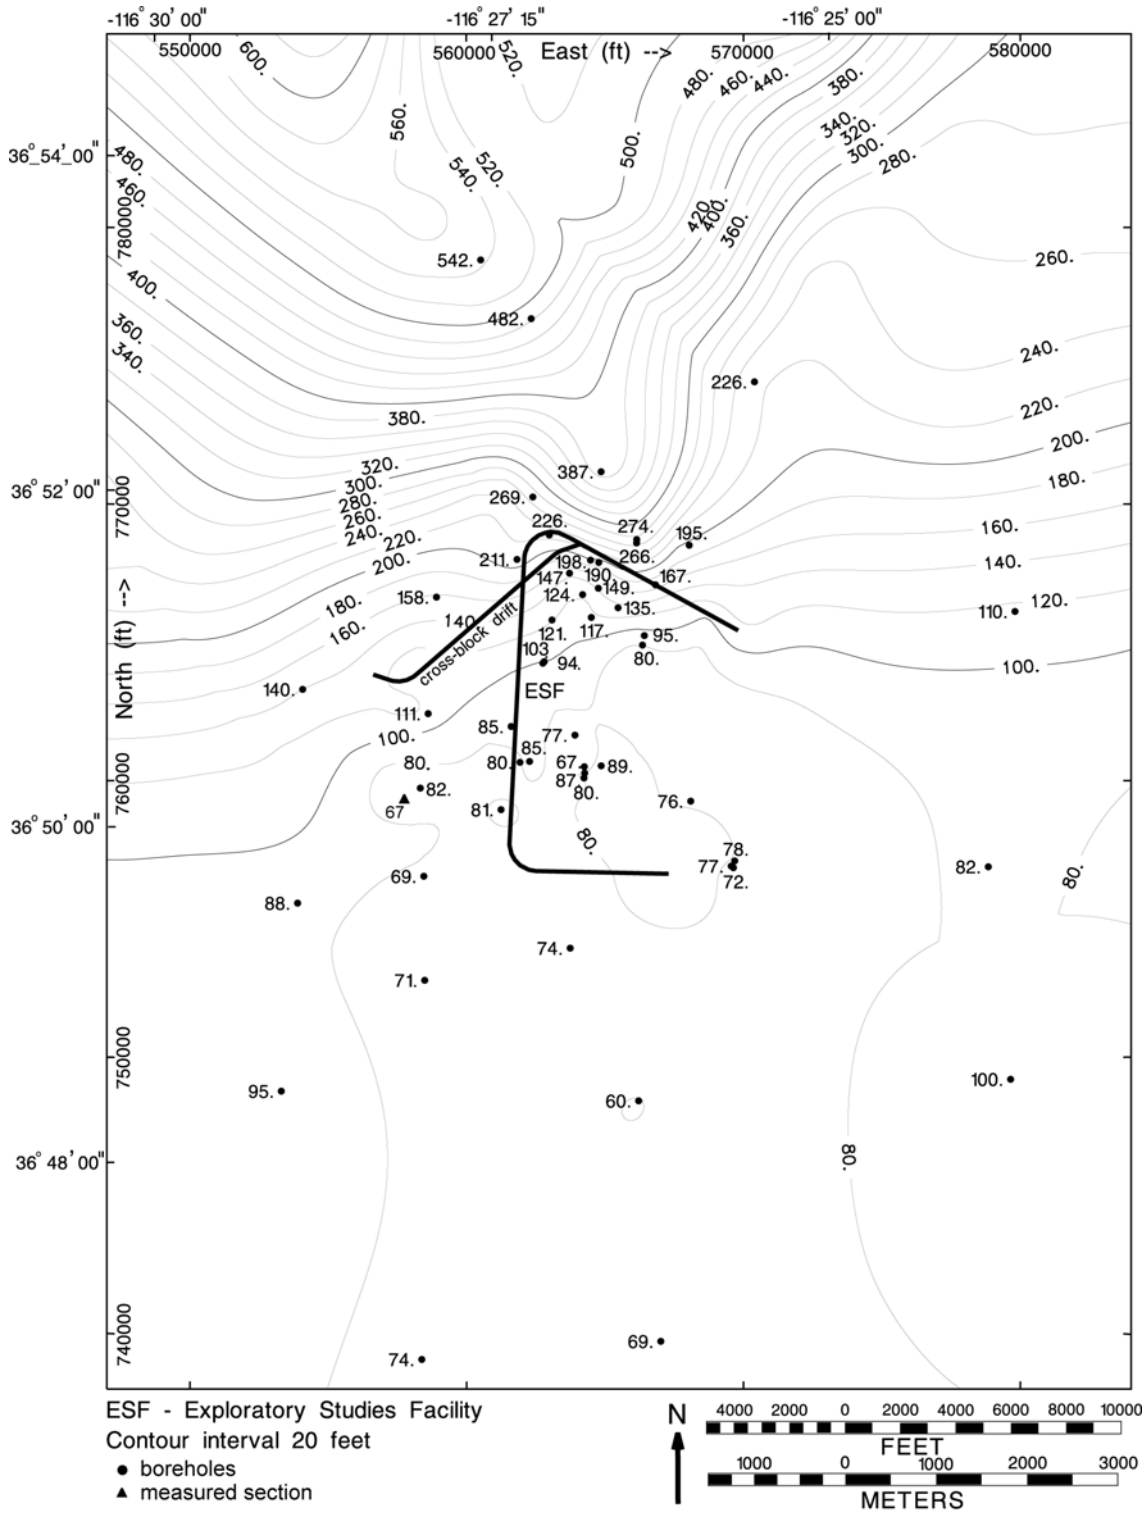 -116° 30' 00" -116° 27' 15" -116° 25' 00"
550000 560000 East (ft) --> 570000 580000
600. 520. 480. 460. 440. 380.
560. 340. 320. 300. 280.
36° 54' 00"
480. 460. 540. 520. 500.
780000
420. 400. 360.
542. 260.
400.
482.
360. 340. 240.
226.
380. 220.
200.
320. 387. 180.
300.
36° 52' 00"
770000
280. 269.
260. 226. 274. 195. 160.
240. 220. 266.
200. 211. 198. 190. 167. 140.
147. 149.
180. 158. 124. 135. 120.
160. 140. 121. 117. 110.
cross-block drift
103 94. 95. 80. 100.
North (ft) -->
140. ESF
111.
100. 85. 77.
80. 80. 85. 67. 89.
760000
82. 87. 80.
67 81. 76.
36° 50' 00"
80. 78.
69. 77. 72. 82. 80.
88.
74.
71.
750000
95. 60. 100.
36° 48' 00" 80.
740000
69.
74.
ESF - Exploratory Studies Facility
Contour interval 20 feet
boreholes
measured section
N
4000 2000 0 2000 4000 6000 8000 10000
FEET
1000 0 1000 2000 3000
METERS